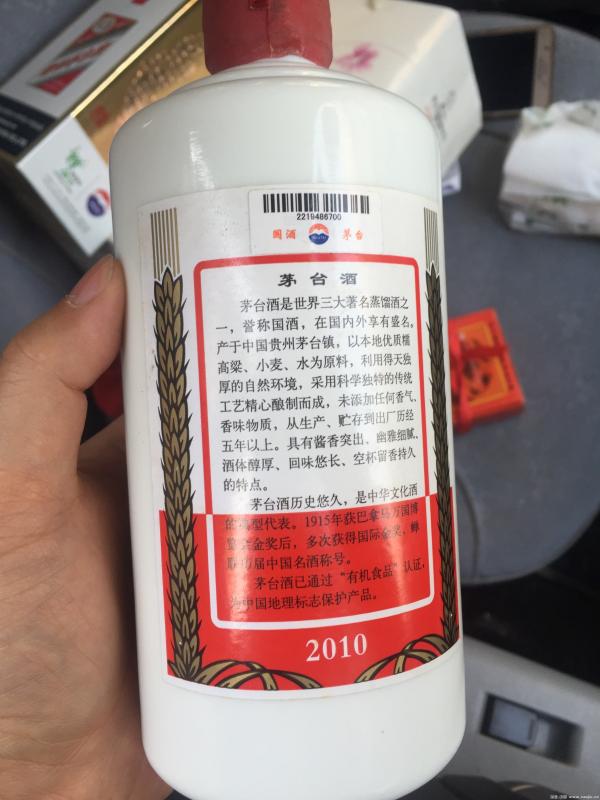 2219486700
国酒 茅台
茅台酒
茅台酒是世界三大著名蒸馏酒之
一，誉称国酒，在国内外享有盛名。
产于中国贵州茅台镇，以本地优质糯
高粱、小麦、水为原料，利用得天独
厚的自然环境，采用科学独特的传统
工艺精心酿制而成，未添加任何香气、
香味物质，从生产、贮存到出厂历经
五年以上。具有酱香突出、幽雅细腻、
酒体醇厚、回味悠长、空杯留香持久
的特点。
茅台酒历史悠久，是中华文化酒
的典型代表。1915年获巴拿马万国博
览会金奖后，多次获得国际金奖，蝉
联历届中国名酒称号。
茅台酒已通过“有机食品”认证，
为中国地理标志保护产品。
2010